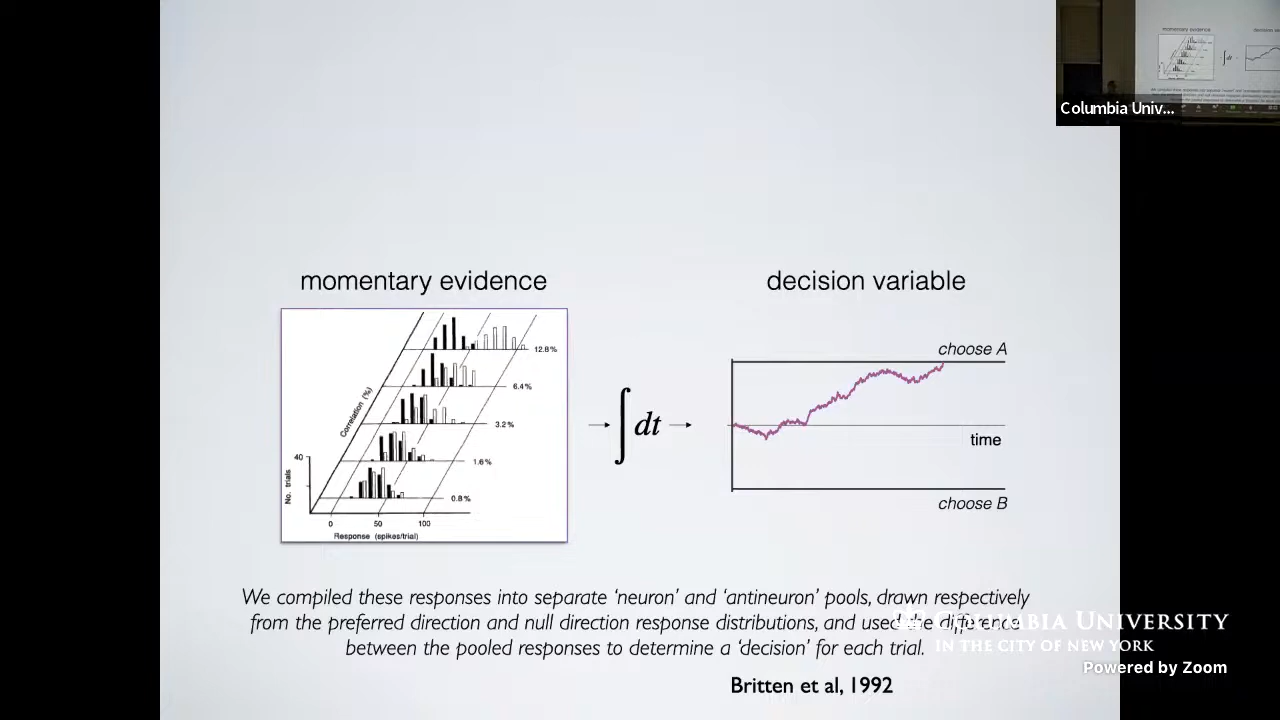 Columbia Univ...
momentary evidence
decision variable
12.8%
6.4%
3.2%
1.6%
0.8%
Correlation (%)
40
No. trials
0 50 100
Response (spikes/trial)
∫ dt
choose A
time
choose B
We compiled these responses into separate ‘neuron’ and ‘antineuron’ pools, drawn respectively
from the preferred direction and null direction response distributions, and used the difference
between the pooled responses to determine a ‘decision’ for each trial.
Britten et al, 1992
COLUMBIA UNIVERSITY
IN THE CITY OF NEW YORK
Powered by Zoom
momentary evidence